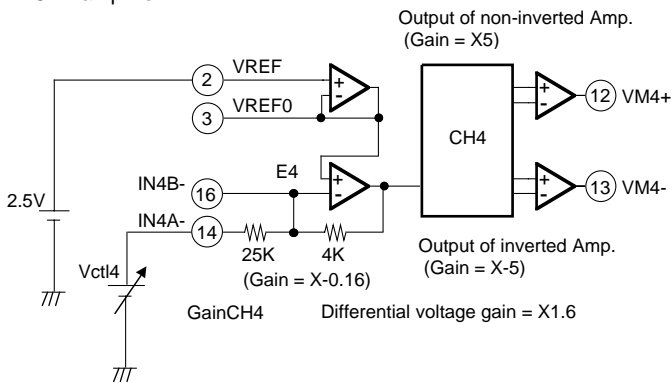 Output of non-inverted Amp.
(Gain = X5)
2
VREF
+
-
3
VREF0
12
VM4+
+
-
CH4
E4
+
-
IN4B-
16
13
VM4-
+
-
2.5V
IN4A-
14
25K
4K
Output of inverted Amp.
(Gain = X-5)
(Gain = X-0.16)
Vctl4
GainCH4
Differential voltage gain = X1.6